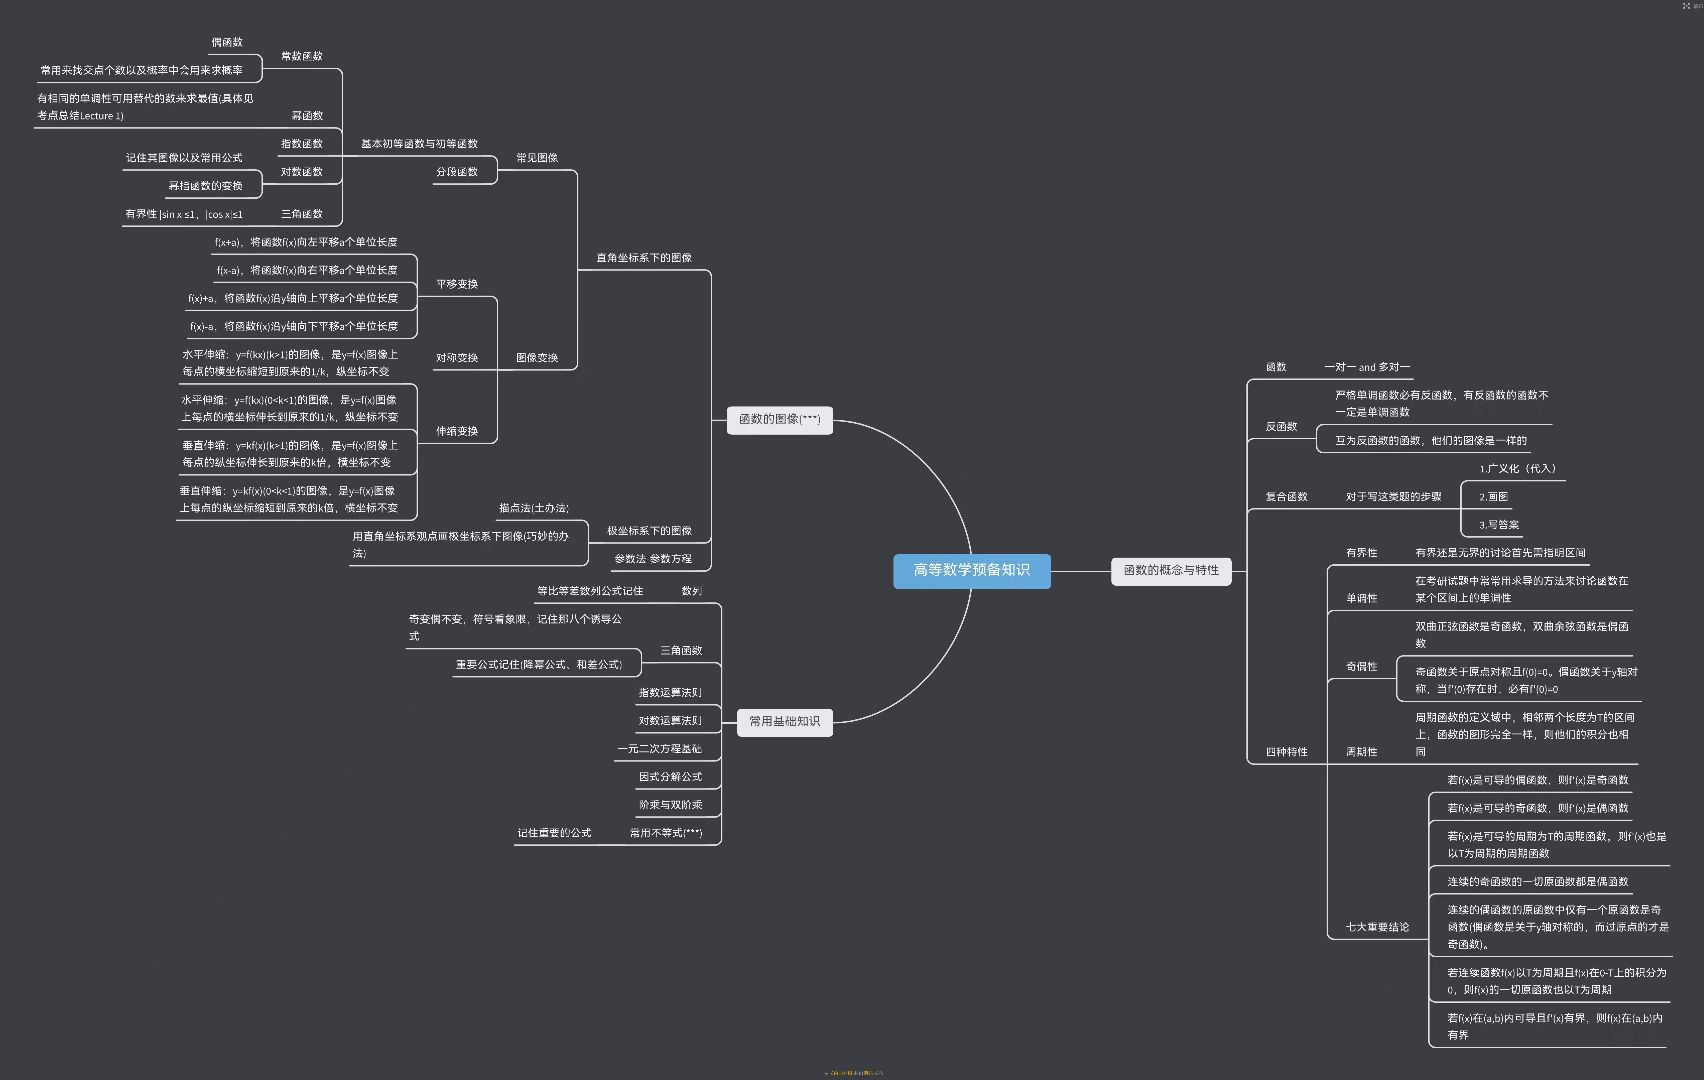 高等数学预备知识
函数的图像(***)
直角坐标系下的图像
常见图像
基本初等函数与初等函数
常数函数
偶函数
常用来找交点个数以及概率中会用来求概率
幂函数
有相同的单调性可用替代的数来求最值(具体见
考点总结Lecture 1)
指数函数
对数函数
记住其图像以及常用公式
幂指函数的变换
三角函数
有界性 |sin x ≤1，|cos x|≤1
分段函数
图像变换
平移变换
f(x+a)，将函数f(x)向左平移a个单位长度
f(x-a)，将函数f(x)向右平移a个单位长度
f(x)+a，将函数f(x)沿y轴向上平移a个单位长度
f(x)-a，将函数f(x)沿y轴向下平移a个单位长度
对称变换
伸缩变换
水平伸缩：y=f(kx)(k>1)的图像，是y=f(x)图像上
每点的横坐标缩短到原来的1/k，纵坐标不变
水平伸缩：y=f(kx)(0<k<1)的图像，是y=f(x)图像
上每点的横坐标伸长到原来的1/k，纵坐标不变
垂直伸缩：y=kf(x)(k>1)的图像，是y=f(x)图像上
每点的纵坐标伸长到原来的k倍，横坐标不变
垂直伸缩：y=kf(x)(0<k<1)的图像，是y=f(x)图像
上每点的纵坐标缩短到原来的k倍，横坐标不变
极坐标系下的图像
描点法(土办法)
用直角坐标系观点画极坐标系下图像(巧妙的办
法)
参数法 参数方程
常用基础知识
数列
等比等差数列公式记住
三角函数
奇变偶不变，符号看象限，记住那八个诱导公
式
重要公式记住(降幂公式、和差公式)
指数运算法则
对数运算法则
一元二次方程基础
因式分解公式
阶乘与双阶乘
常用不等式(***)
记住重要的公式
函数的概念与特性
函数
一对一 and 多对一
反函数
严格单调函数必有反函数，有反函数的函数不
一定是单调函数
互为反函数的函数，他们的图像是一样的
复合函数
对于写这类题的步骤
1.广义化（代入）
2.画图
3.写答案
四种特性
有界性
有界还是无界的讨论首先需指明区间
单调性
在考研试题中常常用求导的方法来讨论函数在
某个区间上的单调性
奇偶性
双曲正弦函数是奇函数，双曲余弦函数是偶函
数
奇函数关于原点对称且f(0)=0。偶函数关于y轴对
称，当f'(0)存在时，必有f'(0)=0
周期性
周期函数的定义域中，相邻两个长度为T的区间
上，函数的图形完全一样，则他们的积分也相
同
七大重要结论
若f(x)是可导的偶函数，则f'(x)是奇函数
若f(x)是可导的奇函数，则f'(x)是偶函数
若f(x)是可导的周期为T的周期函数，则f'(x)也是
以T为周期的周期函数
连续的奇函数的一切原函数都是偶函数
连续的偶函数的原函数中仅有一个原函数是奇
函数(偶函数是关于y轴对称的，而过原点的才是
奇函数)。
若连续函数f(x)以T为周期且f(x)在0-T上的积分为
0，则f(x)的一切原函数也以T为周期
若f(x)在(a,b)内可导且f'(x)有界，则f(x)在(a,b)内
有界